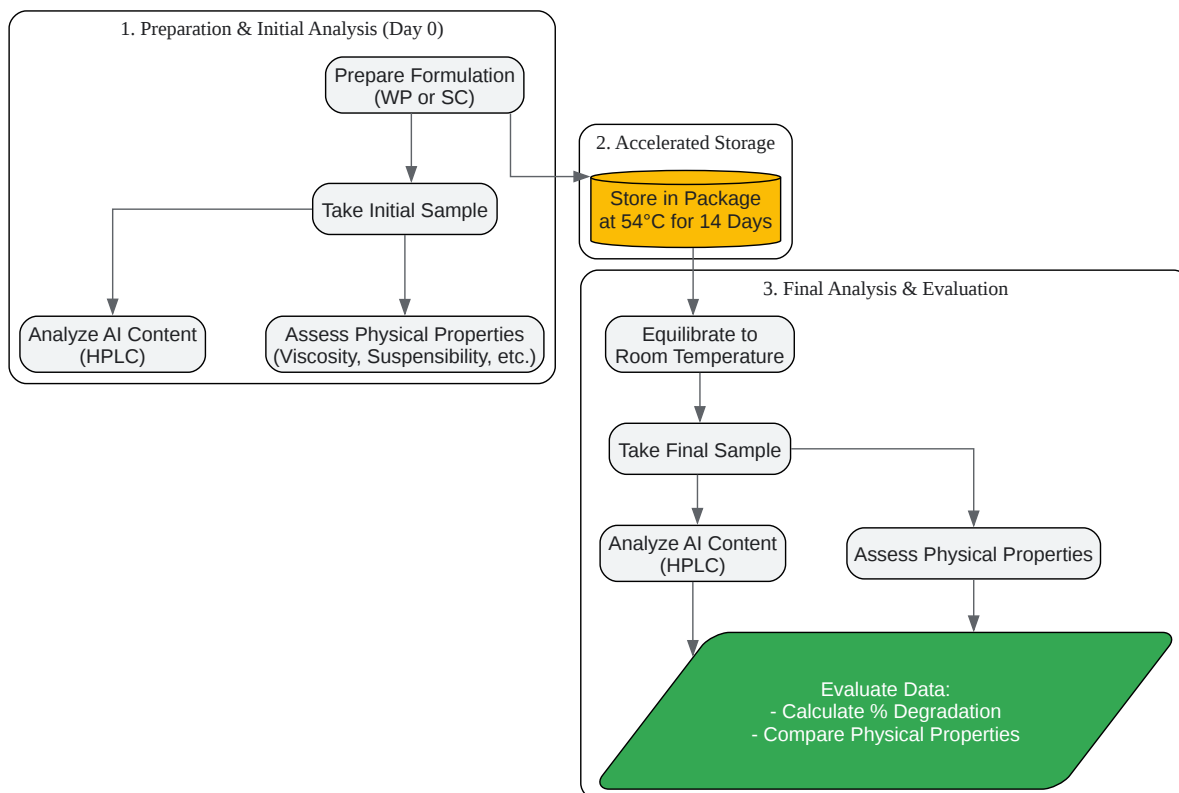 1. Preparation & Initial Analysis (Day 0)
Prepare Formulation
(WP or SC)
Take Initial Sample
Analyze AI Content
(HPLC)
Assess Physical Properties
(Viscosity, Suspensibility, etc.)
2. Accelerated Storage
Store in Package
at 54°C for 14 Days
3. Final Analysis & Evaluation
Equilibrate to
Room Temperature
Take Final Sample
Analyze AI Content
(HPLC)
Assess Physical Properties
Evaluate Data:
- Calculate % Degradation
- Compare Physical Properties